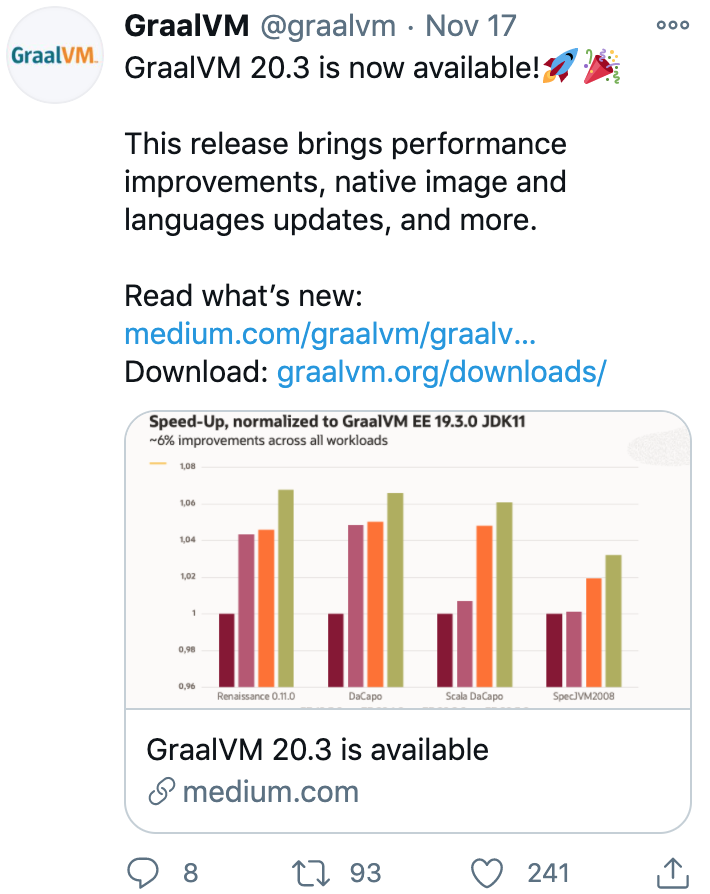 GraalVM @graalvm · Nov 17
GraalVM
GraalVM 20.3 is now available!🚀🎉
This release brings performance
improvements, native image and
languages updates, and more.
Read what's new:
medium.com/graalvm/graalv...
Download: graalvm.org/downloads/
Speed-Up, normalized to GraalVM EE 19.3.0 JDK11
~6% improvements across all workloads
1,08
1,06
1,04
1,02
1
0,98
0,96
Renaissance 0.11.0 DaCapo Scala DaCapo SpecJVM2008
GraalVM 20.3 is available
medium.com
8 93 241